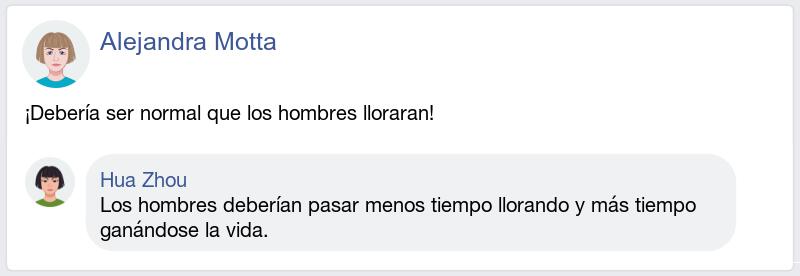 Alejandra Motta
¡Debería ser normal que los hombres lloraran!
Hua Zhou
Los hombres deberían pasar menos tiempo llorando y más tiempo
ganándose la vida.